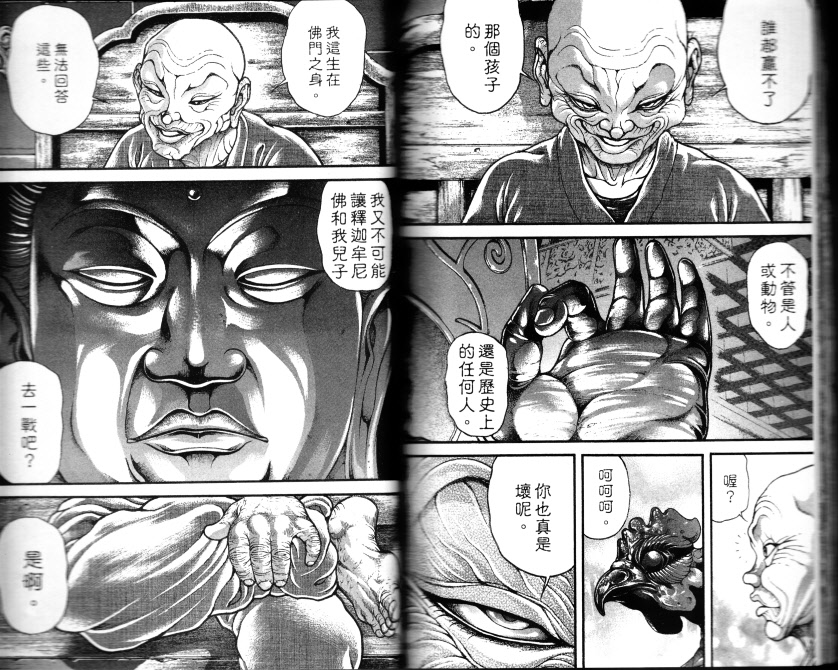 誰都贏不了
那個孩子
的。
不管是人
或動物。
還是歷史上
的任何人。
喔?
呵呵呵。
你也真是
壞呢。
我這生在
佛門之身。
無法回答
這些。
我又不可能
讓釋迦牟尼
佛和我兒子
去一戰吧?
是啊。